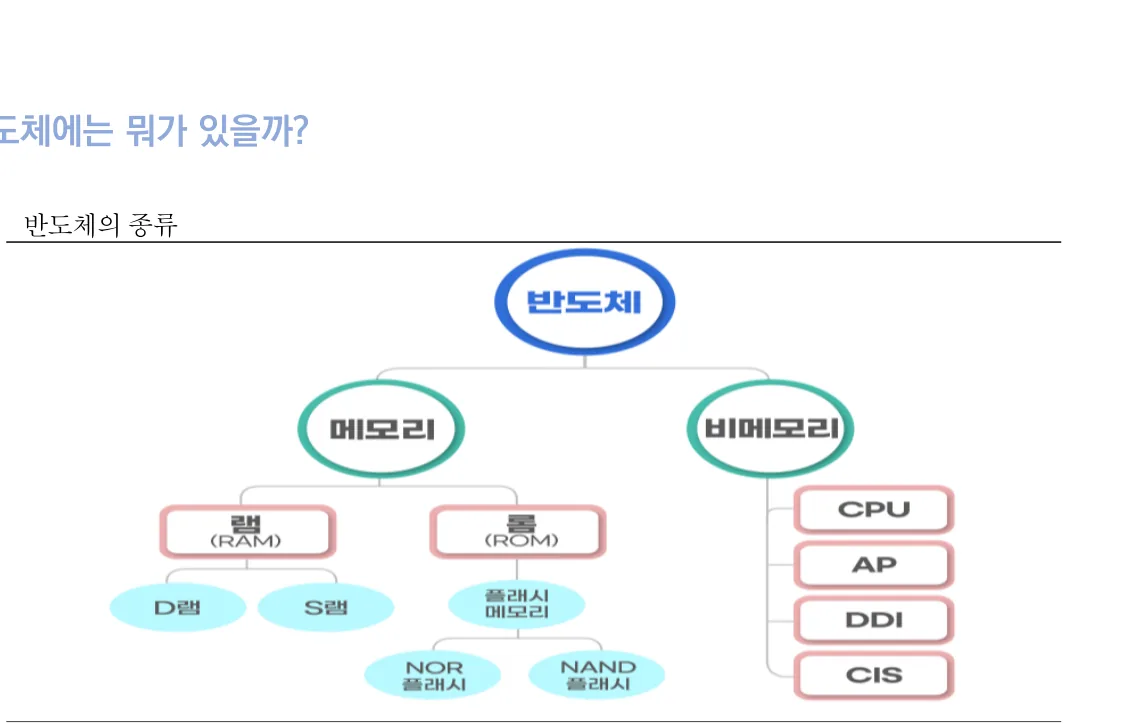 도체에는 뭐가 있을까?
반도체의 종류
반도체
메모리
비메모리
램
(RAM)
롬
(ROM)
D램
S램
플래시
메모리
NOR
플래시
NAND
플래시
CPU
AP
DDI
CIS